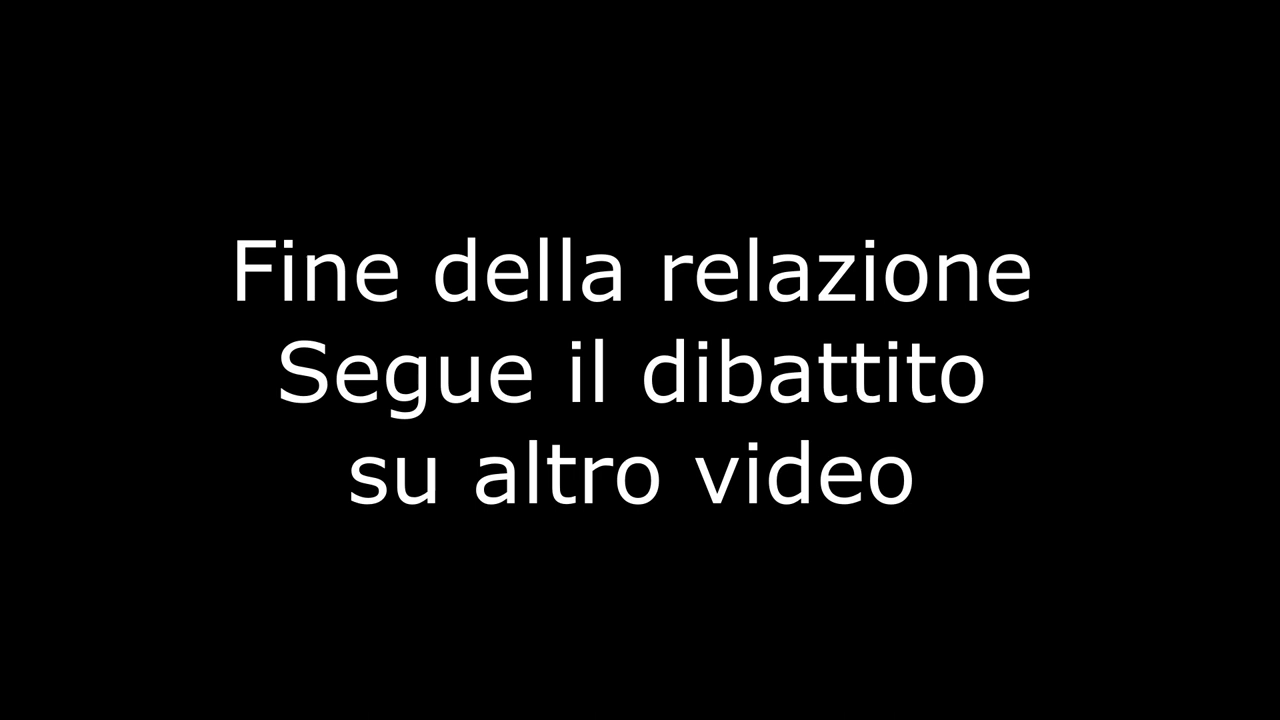 Fine della relazione
Segue il dibattito
su altro video